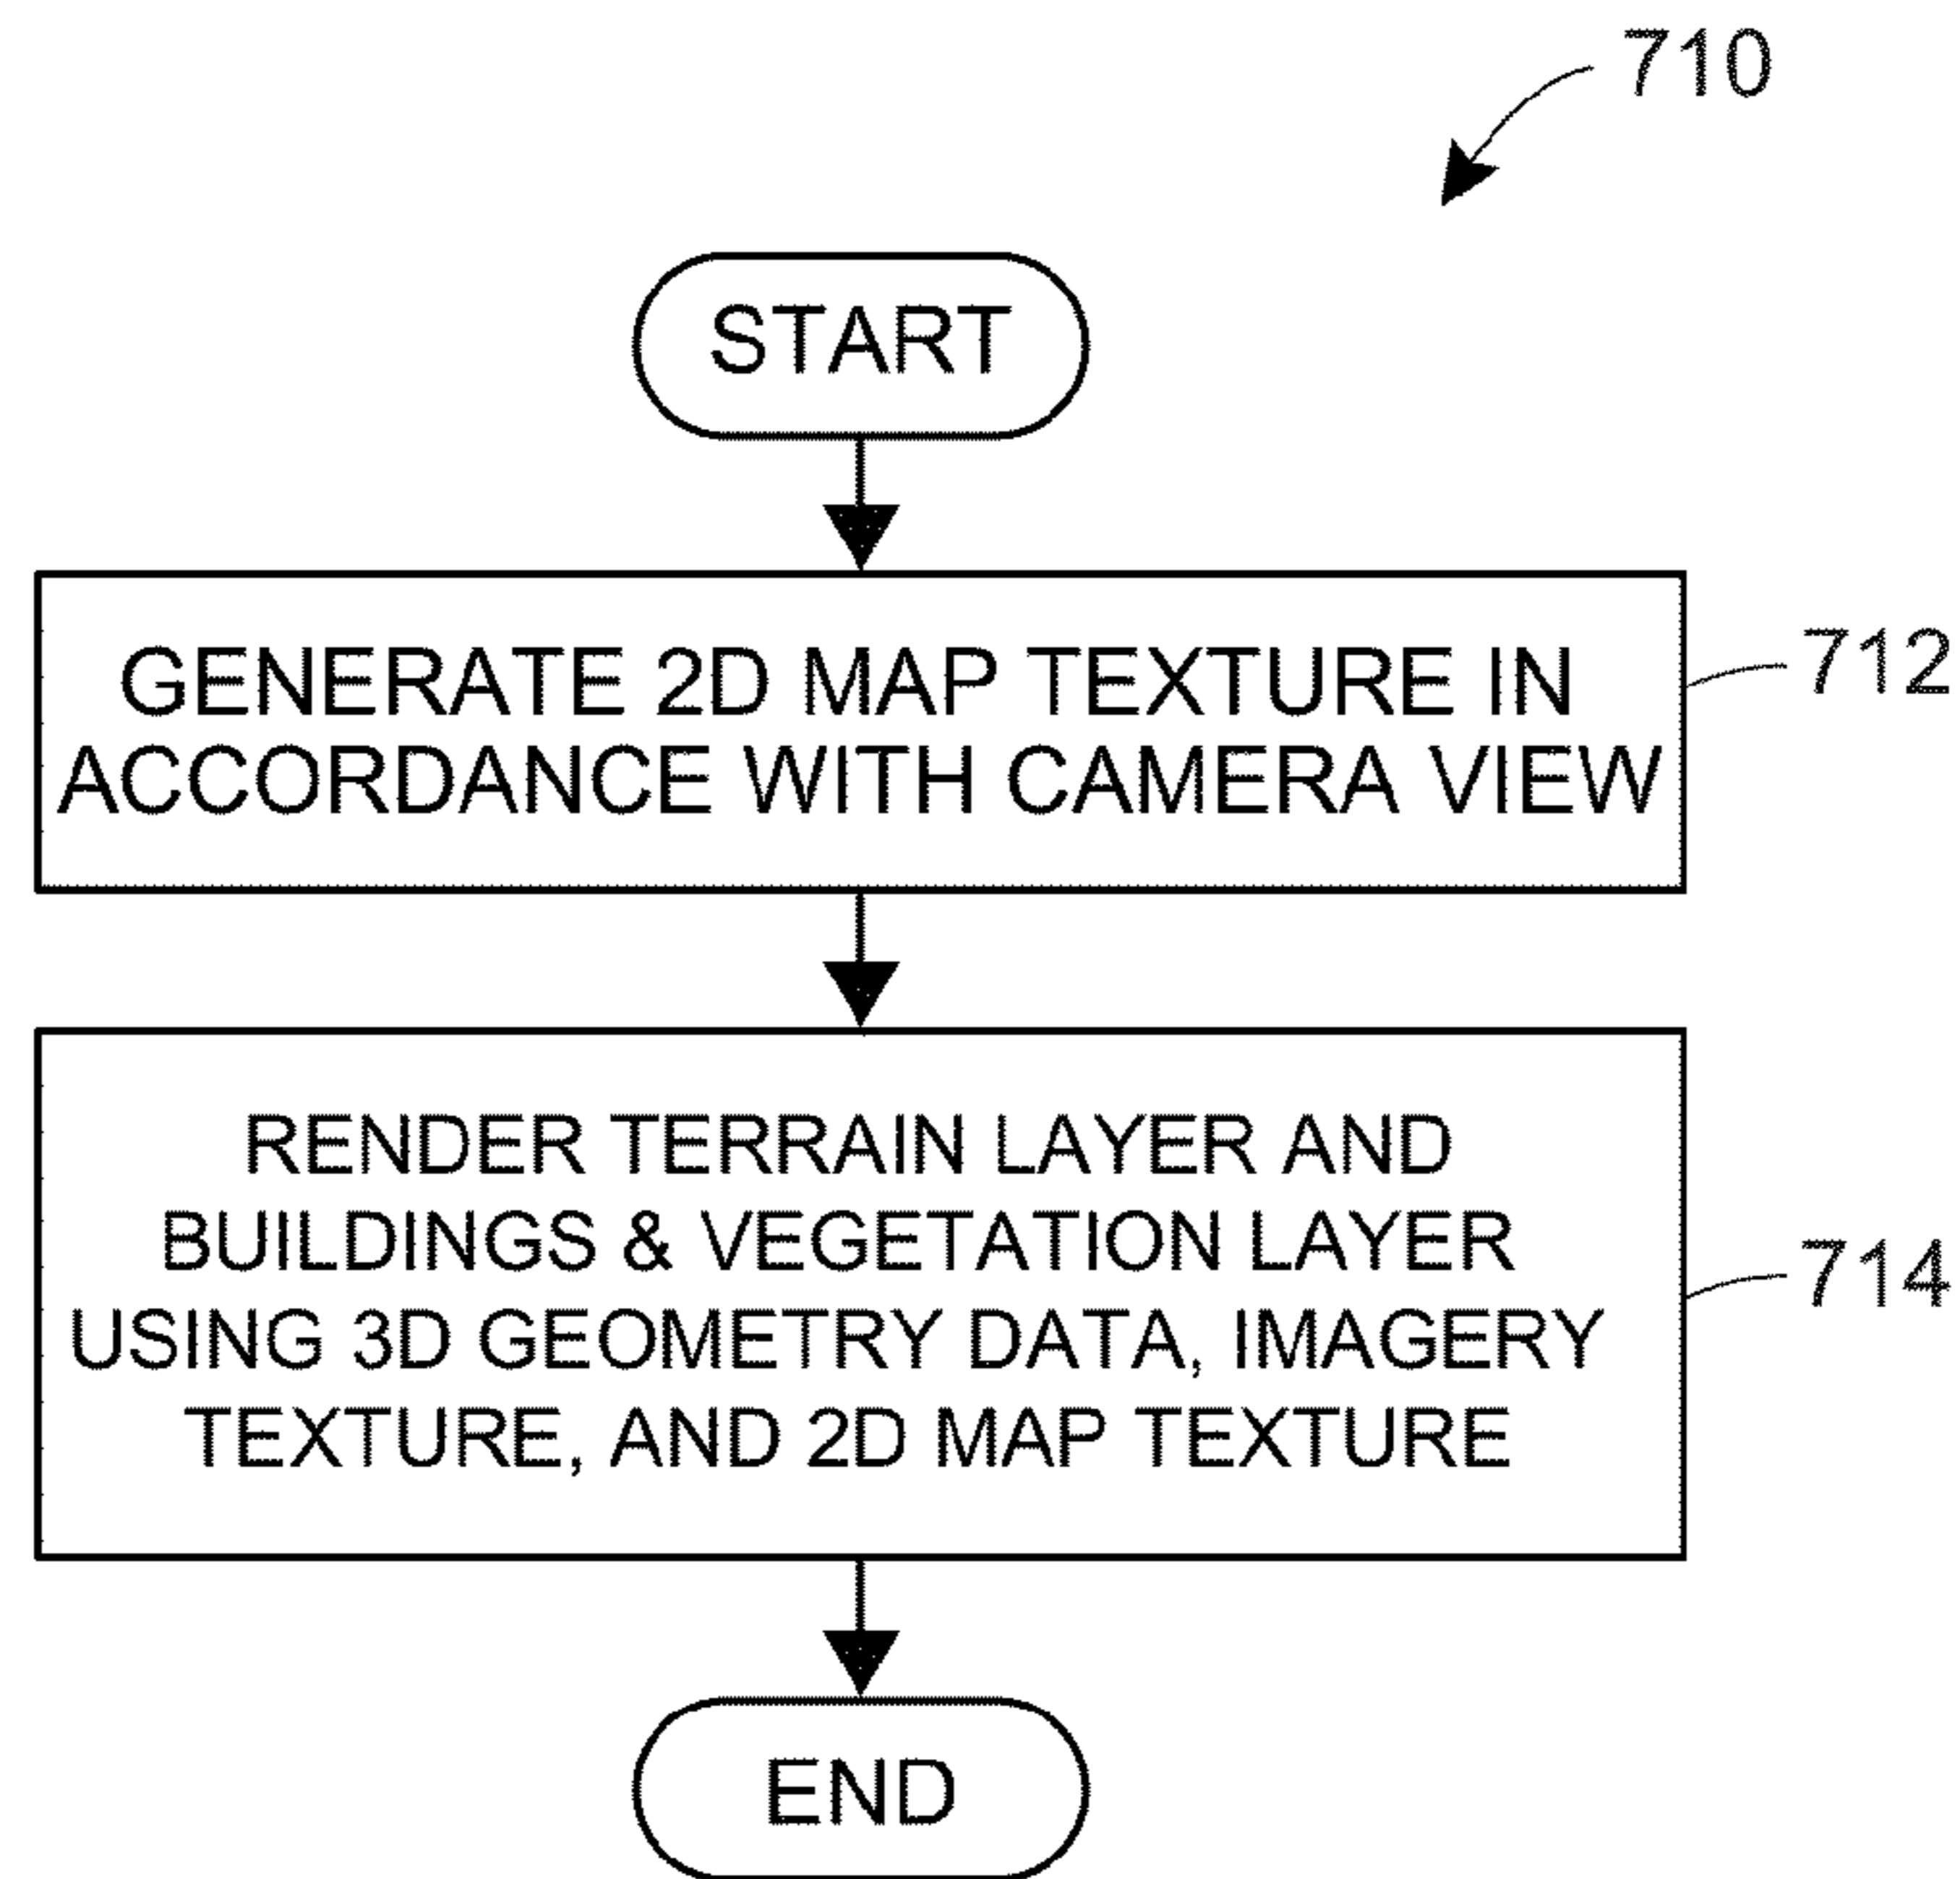 710
START
GENERATE 2D MAP TEXTURE IN
ACCORDANCE WITH CAMERA VIEW
712
RENDER TERRAIN LAYER AND
BUILDINGS & VEGETATION LAYER
USING 3D GEOMETRY DATA, IMAGERY
TEXTURE, AND 2D MAP TEXTURE
714
END